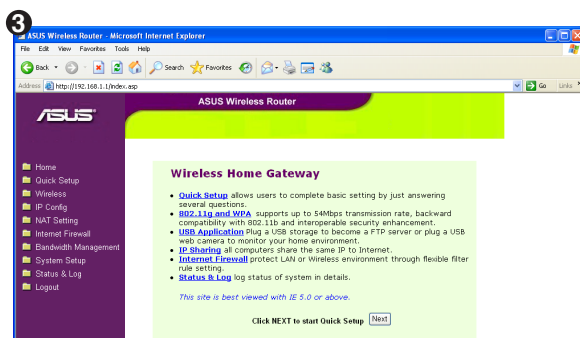 3
ASUS Wireless Router - Microsoft Internet Explorer
File Edit View Favorites Tools Help
Back Search Favorites
Address http://192.168.1.1/index.asp Go Links
ASUS Wireless Router
ASUS
Home
Quick Setup
Wireless
IP Config
NAT Setting
Internet Firewall
Bandwidth Management
System Setup
Status & Log
Logout
Wireless Home Gateway
• Quick Setup allows users to complete basic setting by just answering
several questions.
• 802.11g and WPA supports up to 54Mbps transmission rate, backward
compatibility with 802.11b and interoperable security enhancement.
• USB Application Plug a USB storage to become a FTP server or plug a USB
web camera to monitor your home environment.
• IP Sharing all computers share the same IP to Internet.
• Internet Firewall protect LAN or Wireless environment through flexible filter
rule setting.
• Status & Log log status of system in details.
This site is best viewed with IE 5.0 or above.
Click NEXT to start Quick Setup Next